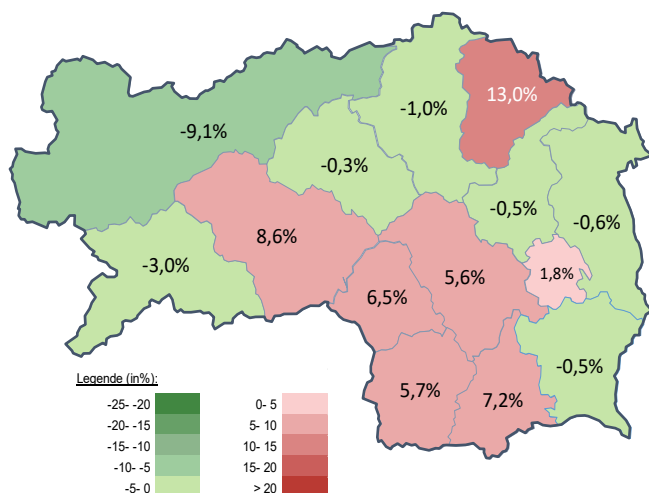 13,0%
-1,0%
-9,1%
-0,3%
-0,5%
-0,6%
8,6%
-3,0%
5,6%
1,8%
6,5%
-0,5%
5,7%
7,2%
Legende (in%):
-25- -20 0- 5
-20- -15 5- 10
-15- -10 10- 15
-10- -5 15- 20
-5- 0 > 20